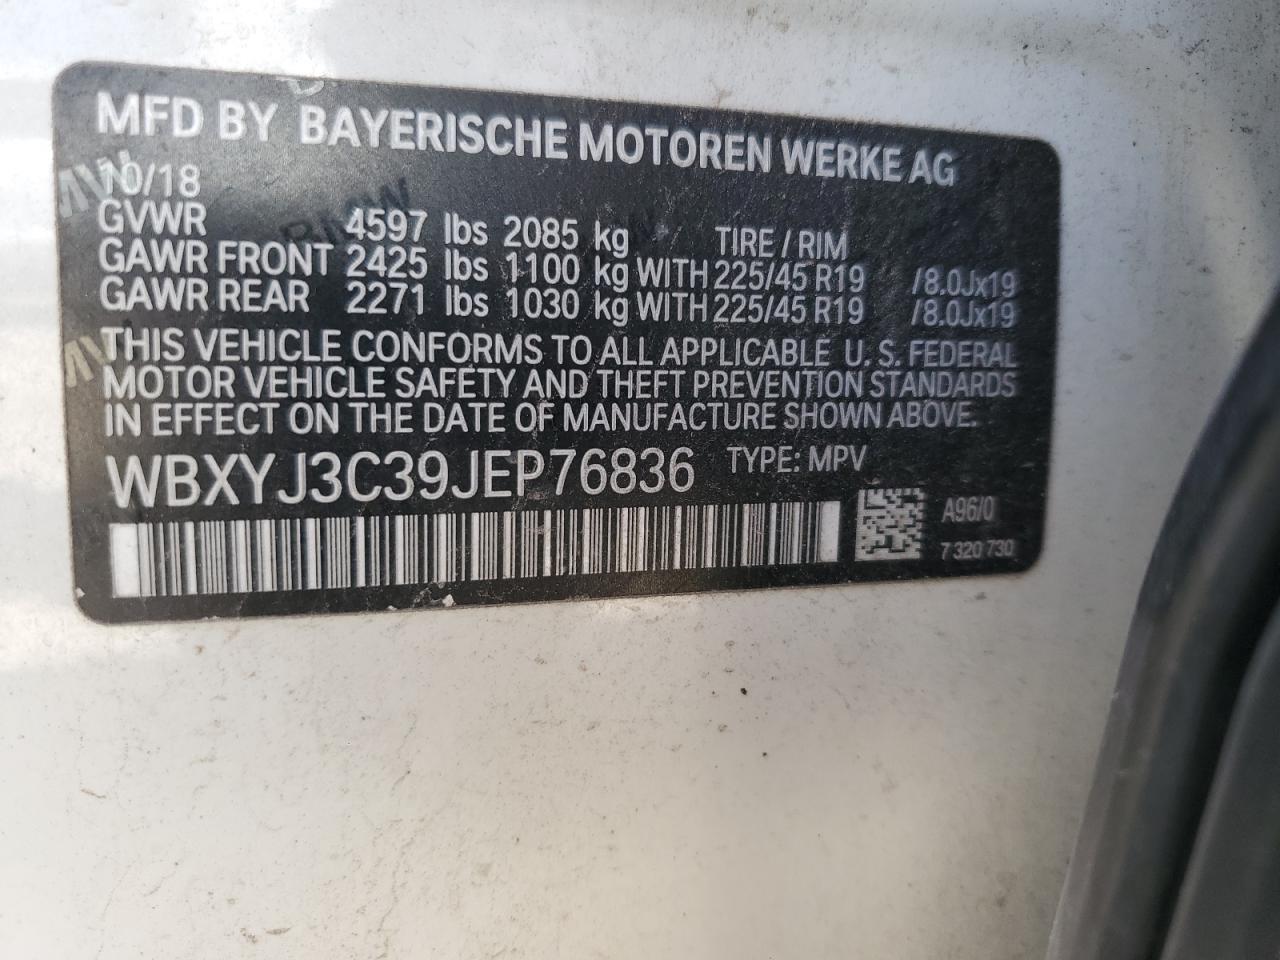 MFD BY BAYERISCHE MOTOREN WERKE AG
10/18
GVWR 4597 lbs 2085 kg TIRE / RIM
GAWR FRONT 2425 lbs 1100 kg WITH 225/45 R19 /8.0Jx19
GAWR REAR 2271 lbs 1030 kg WITH 225/45 R19 /8.0Jx19
THIS VEHICLE CONFORMS TO ALL APPLICABLE U. S. FEDERAL
MOTOR VEHICLE SAFETY AND THEFT PREVENTION STANDARDS
IN EFFECT ON THE DATE OF MANUFACTURE SHOWN ABOVE.
WBXYJ3C39JEP76836 TYPE: MPV
A96/0
7 320 730